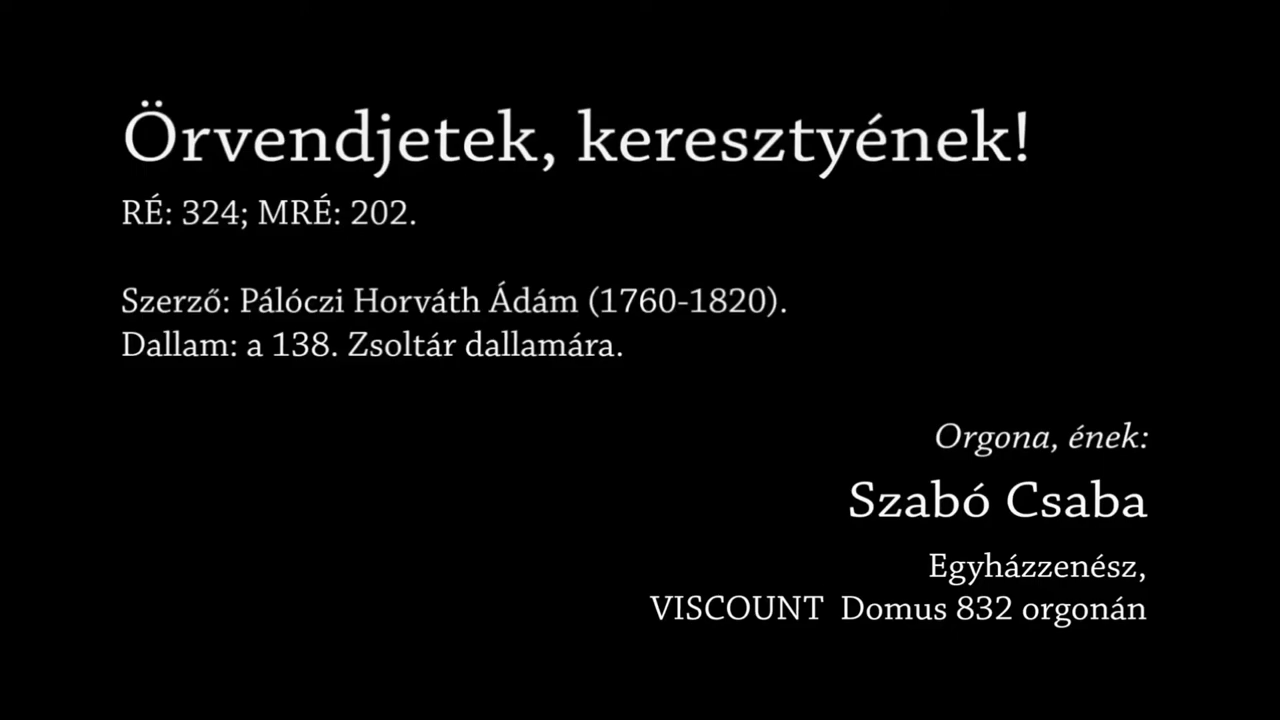 Örvendjetek, keresztyének!
RÉ: 324; MRÉ: 202.
Szerző: Pálóczi Horváth Ádám (1760-1820).
Dallam: a 138. Zsoltár dallamára.
Orgona, ének:
Szabó Csaba
Egyházzenész,
VISCOUNT Domus 832 orgonán